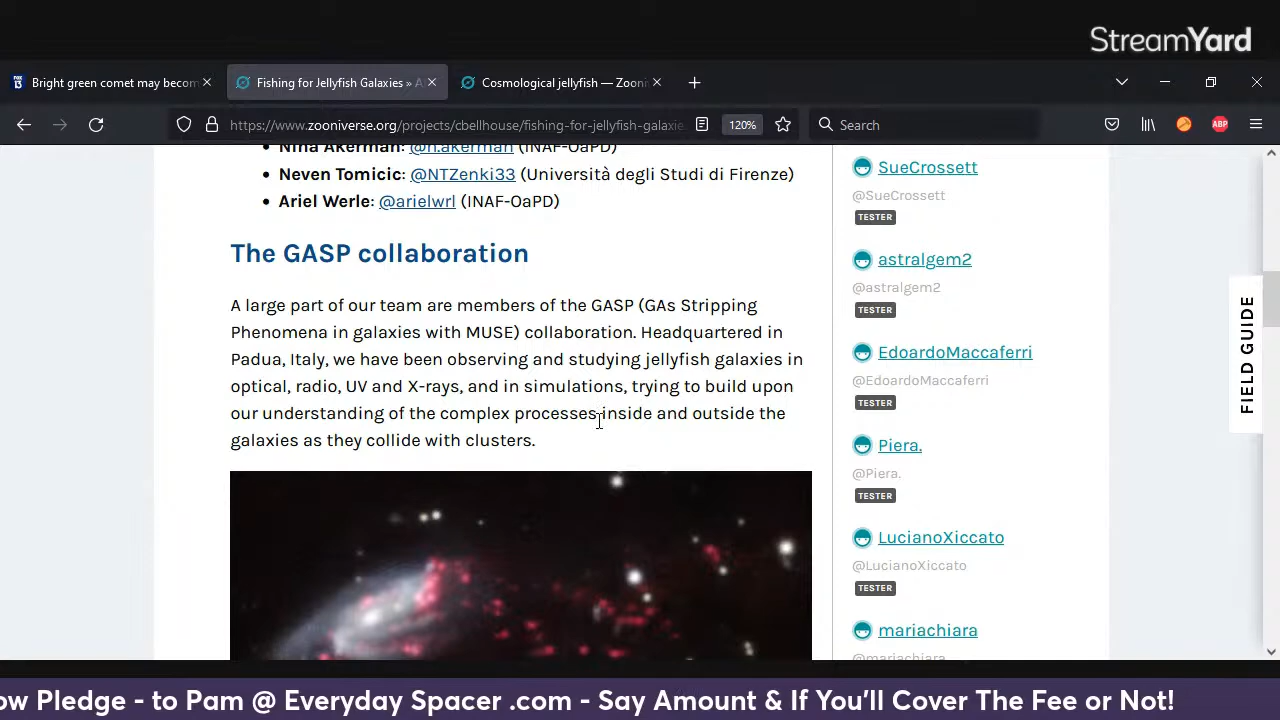 StreamYard
Bright green comet may becom
Fishing for Jellyfish Galaxies » A
Cosmological jellyfish — Zooni
https://www.zooniverse.org/projects/cbellhouse/fishing-for-jellyfish-galaxie
120%
Search
ABP
Nina Akerman: @n.akerman (INAF-OaPD)
Neven Tomicic: @NTZenki33 (Università degli Studi di Firenze)
Ariel Werle: @arielwrl (INAF-OaPD)
The GASP collaboration
A large part of our team are members of the GASP (GAs Stripping
Phenomena in galaxies with MUSE) collaboration. Headquartered in
Padua, Italy, we have been observing and studying jellyfish galaxies in
optical, radio, UV and X-rays, and in simulations, trying to build upon
our understanding of the complex processes inside and outside the
galaxies as they collide with clusters.
SueCrossett
@SueCrossett
TESTER
astralgem2
@astralgem2
TESTER
EdoardoMaccaferri
@EdoardoMaccaferri
TESTER
Piera.
@Piera.
TESTER
LucianoXiccato
@LucianoXiccato
TESTER
mariachiara
@mariachiara
FIELD GUIDE
ow Pledge - to Pam @ Everyday Spacer .com - Say Amount & If You'll Cover The Fee or Not!